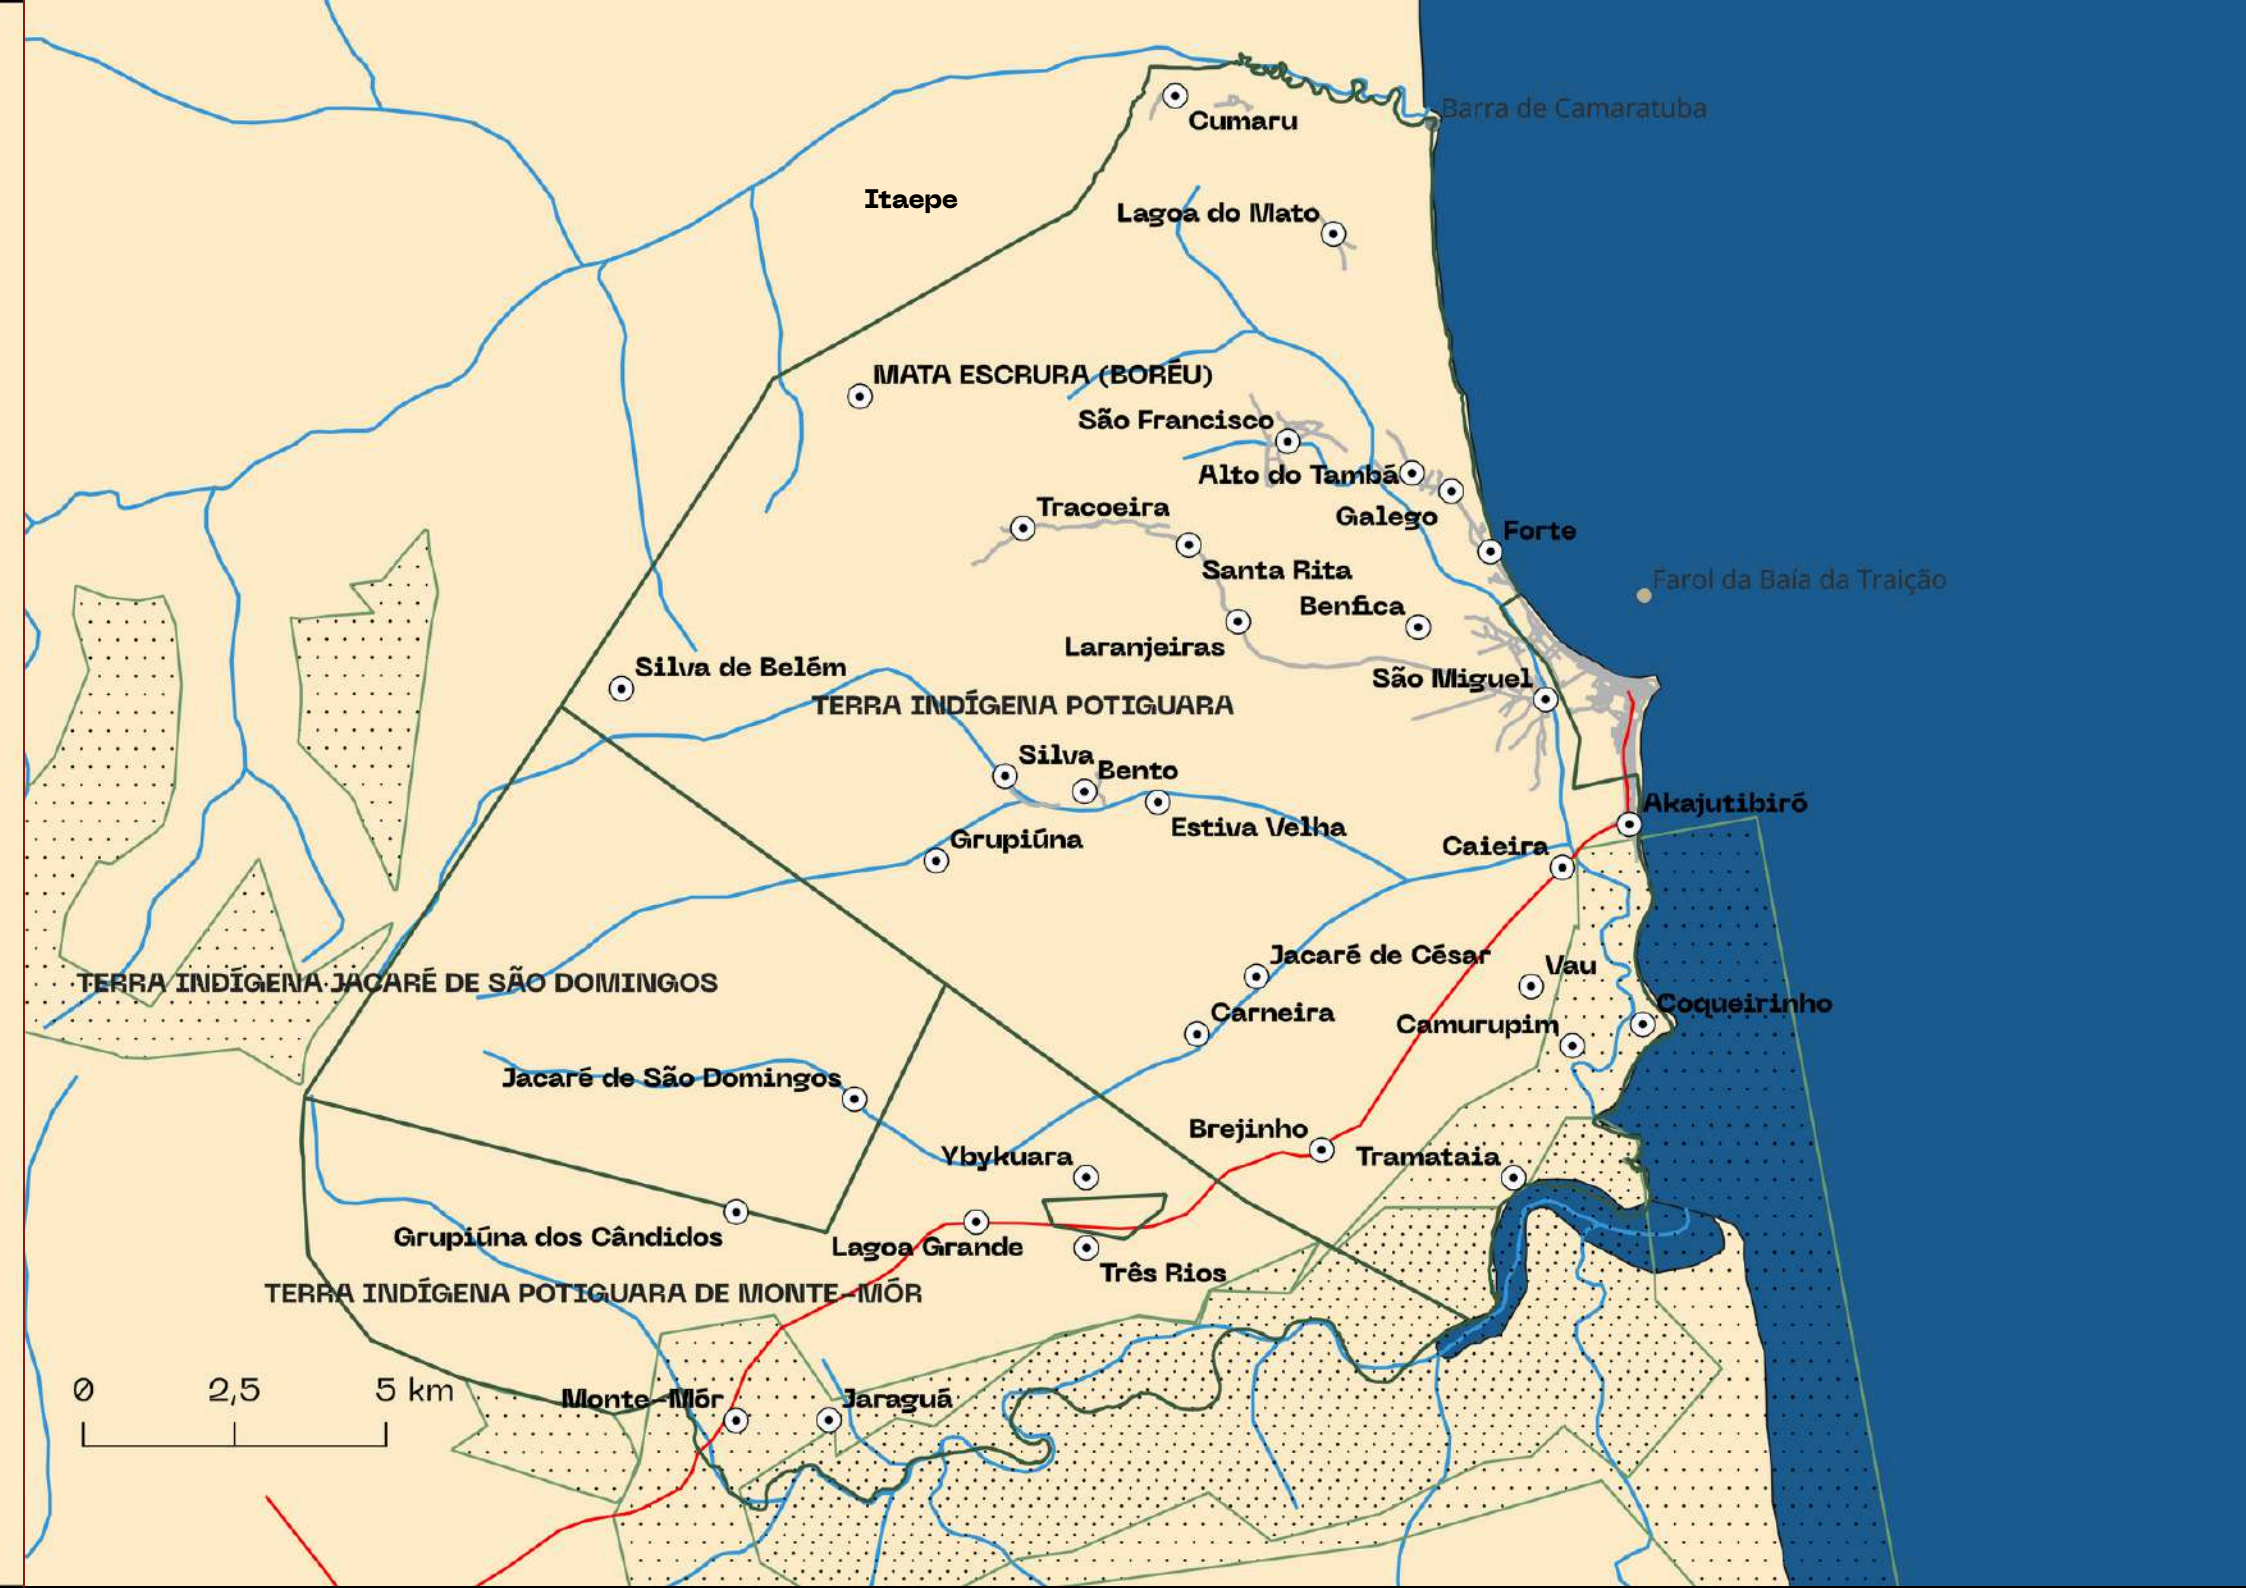 Barra de Camaratuba
Cumaru
Itaepe
Lagoa do Mato
MATA ESCRURA (BORÉU)
São Francisco
Alto do Tambá
Tracoeira
Galego
Forte
Santa Rita
Farol da Baía da Traição
Benfica
Laranjeiras
Silva de Belém
São Miguel
TERRA INDÍGENA POTIGUARA
Silva
Bento
Akajutibiró
Estiva Velha
Grupiúna
Caieira
Jacaré de César
Vau
TERRA INDÍGENA JACARÉ DE SÃO DOMINGOS
Coqueirinho
Carneira
Camurupim
Jacaré de São Domingos
Brejinho
Ybykuara
Tramataia
Grupiúna dos Cândidos
Lagoa Grande
Três Rios
TERRA INDÍGENA POTIGUARA DE MONTE-MÓR
0 2,5 5 km
Monte-Mór
Jaraguá